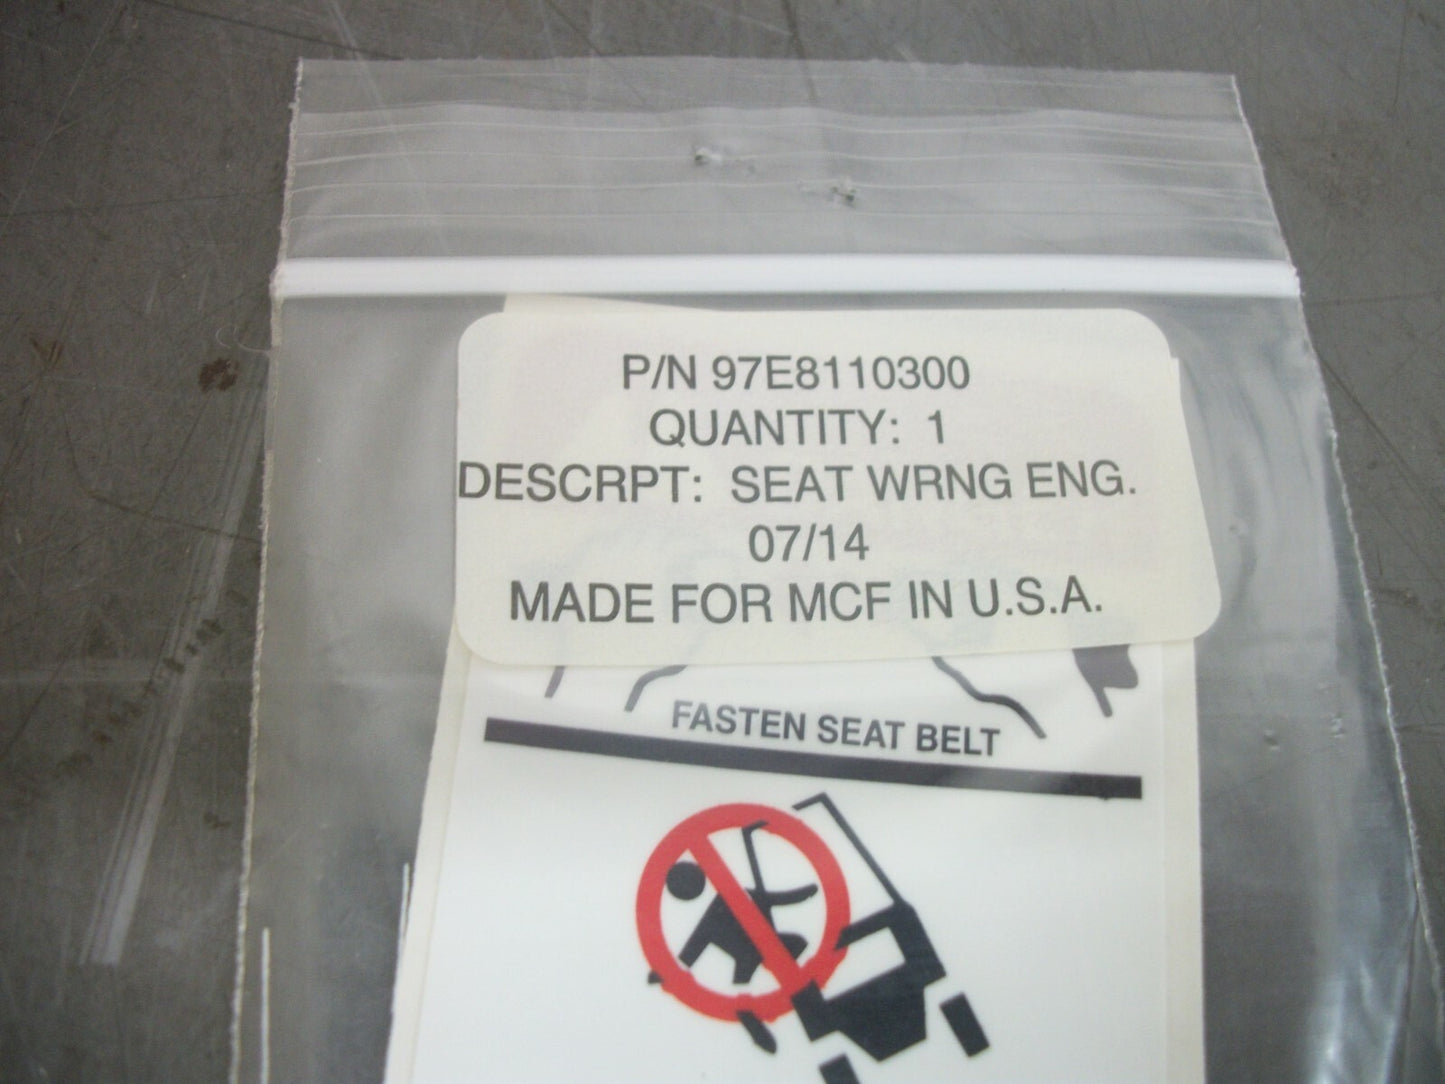 P/N 97E8110300
QUANTITY: 1
DESCRPT: SEAT WRNG ENG.
07/14
MADE FOR MCF IN U.S.A.
FASTEN SEAT BELT